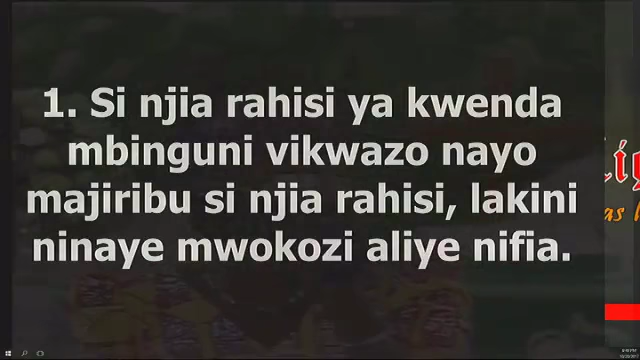 1. Si njia rahisi ya kwenda
mbinguni vikwazo nayo
majiribu si njia rahisi, lakini
ninaye mwokozi aliye nifia.